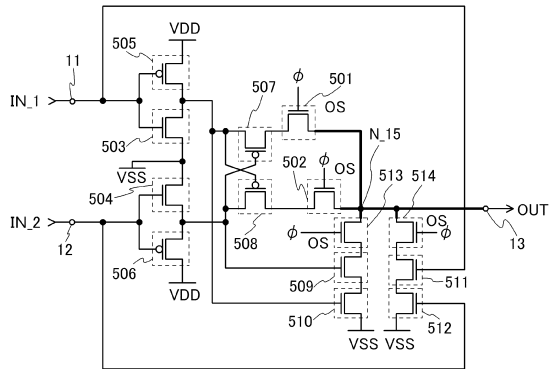 VDD
505
11
IN_1
503
VSS
504
IN_2
12
506
VDD
ϕ
501
507
OS
N_15
ϕ
502
OS
513
514
OS
508
ϕ
OS
ϕ
OUT
13
509
511
510
512
VSS
VSS